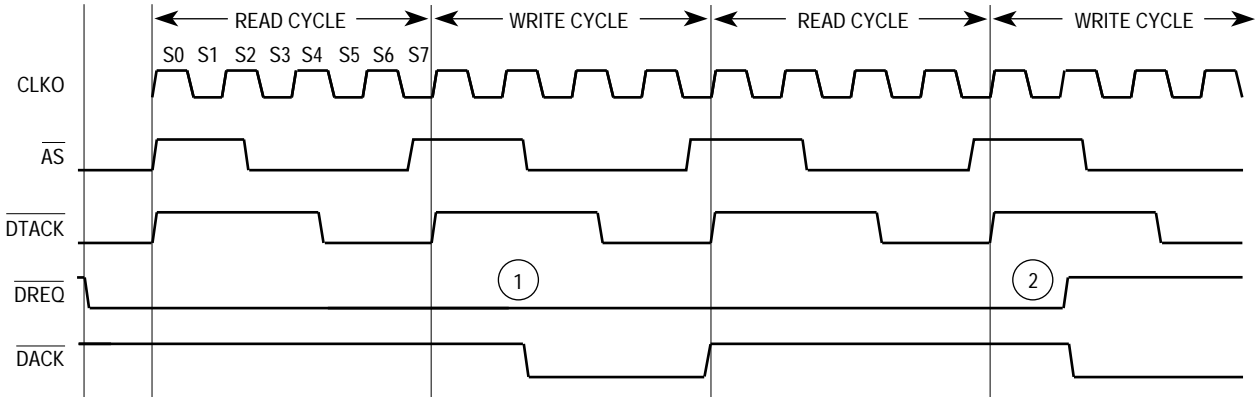 READ CYCLE WRITE CYCLE READ CYCLE WRITE CYCLE
S0 S1 S2 S3 S4 S5 S6 S7
CLKO
AS
DTACK
DREQ
1
2
DACK